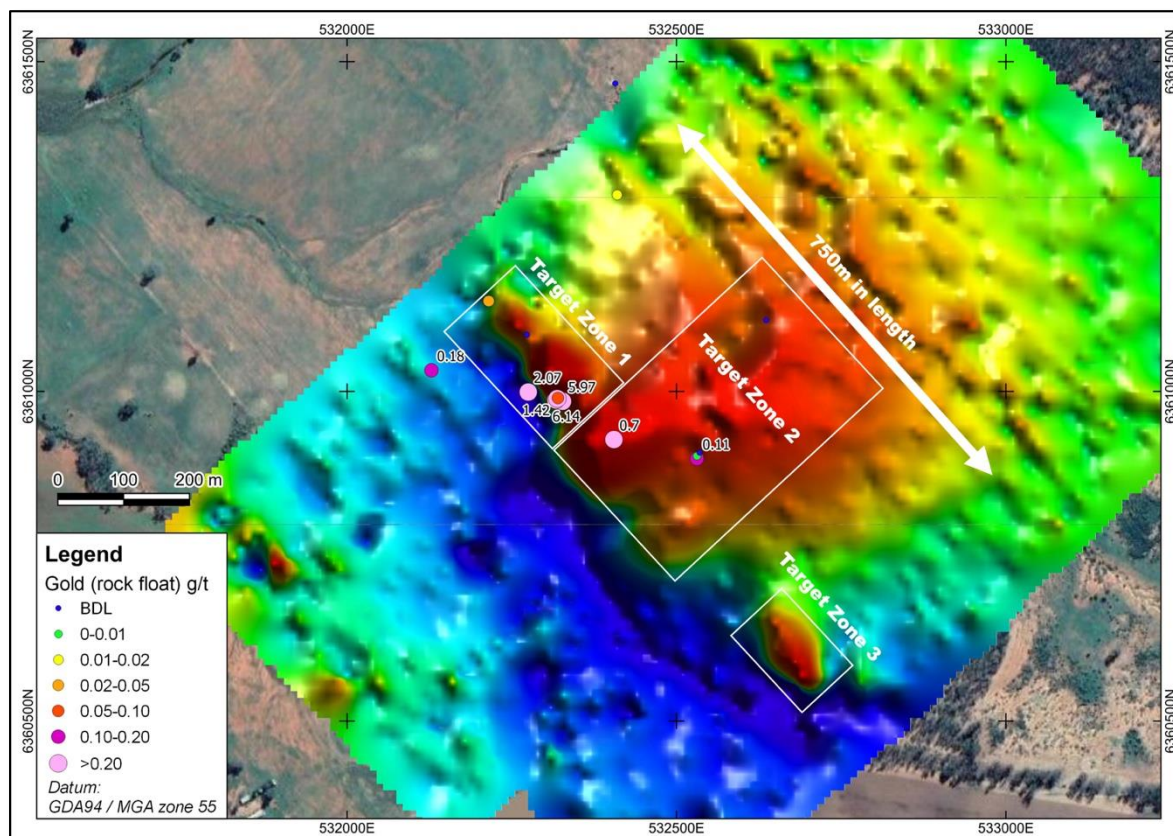 532000E
532500E
533000E
6361500N
6361500N
750m in length
Target Zone 1
Target Zone 2
0.18
2.07
5.97
6361000N
6361000N
1.42
6.14
0.7
0.11
0 100 200 m
Target Zone 3
Legend
Gold (rock float) g/t
BDL
0-0.01
0.01-0.02
0.02-0.05
0.05-0.10
0.10-0.20
>0.20
Datum:
GDA94 / MGA zone 55
6360500N
6360500N
532000E
532500E
533000E